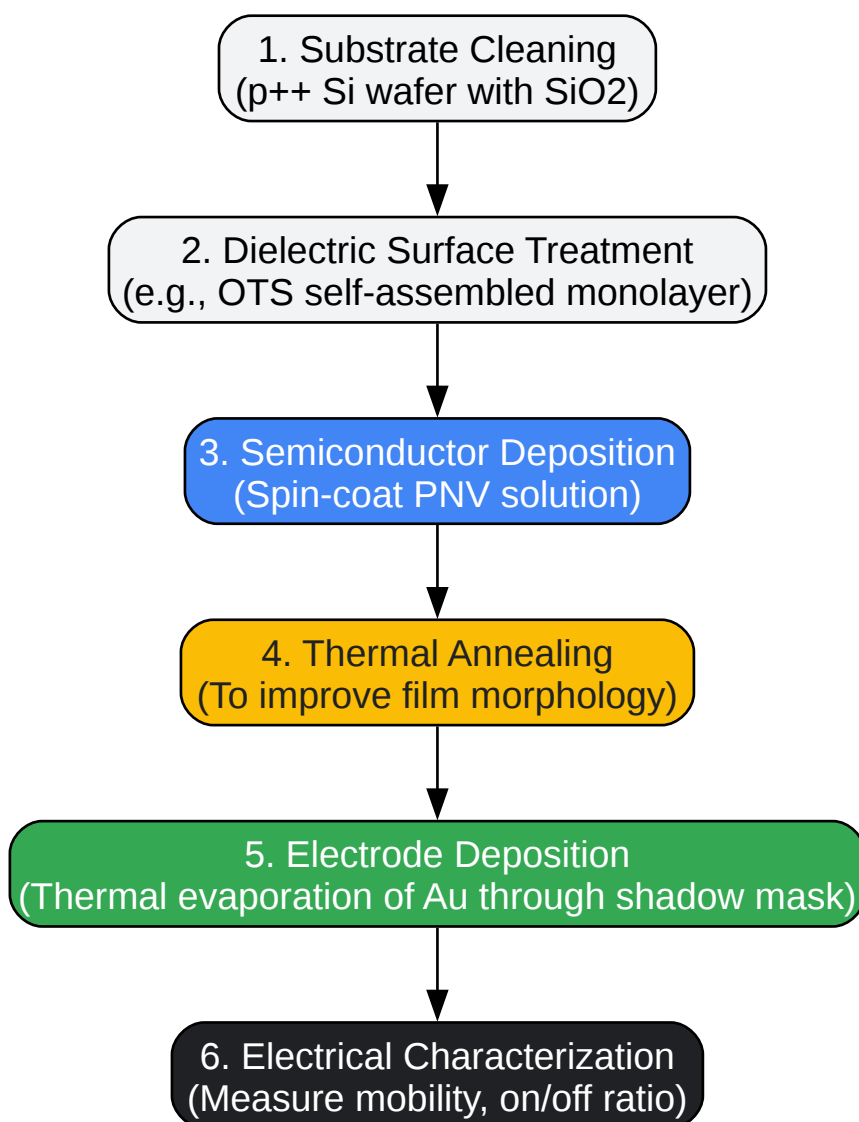 1. Substrate Cleaning
(p++ Si wafer with SiO2)
2. Dielectric Surface Treatment
(e.g., OTS self-assembled monolayer)
3. Semiconductor Deposition
(Spin-coat PNV solution)
4. Thermal Annealing
(To improve film morphology)
5. Electrode Deposition
(Thermal evaporation of Au through shadow mask)
6. Electrical Characterization
(Measure mobility, on/off ratio)